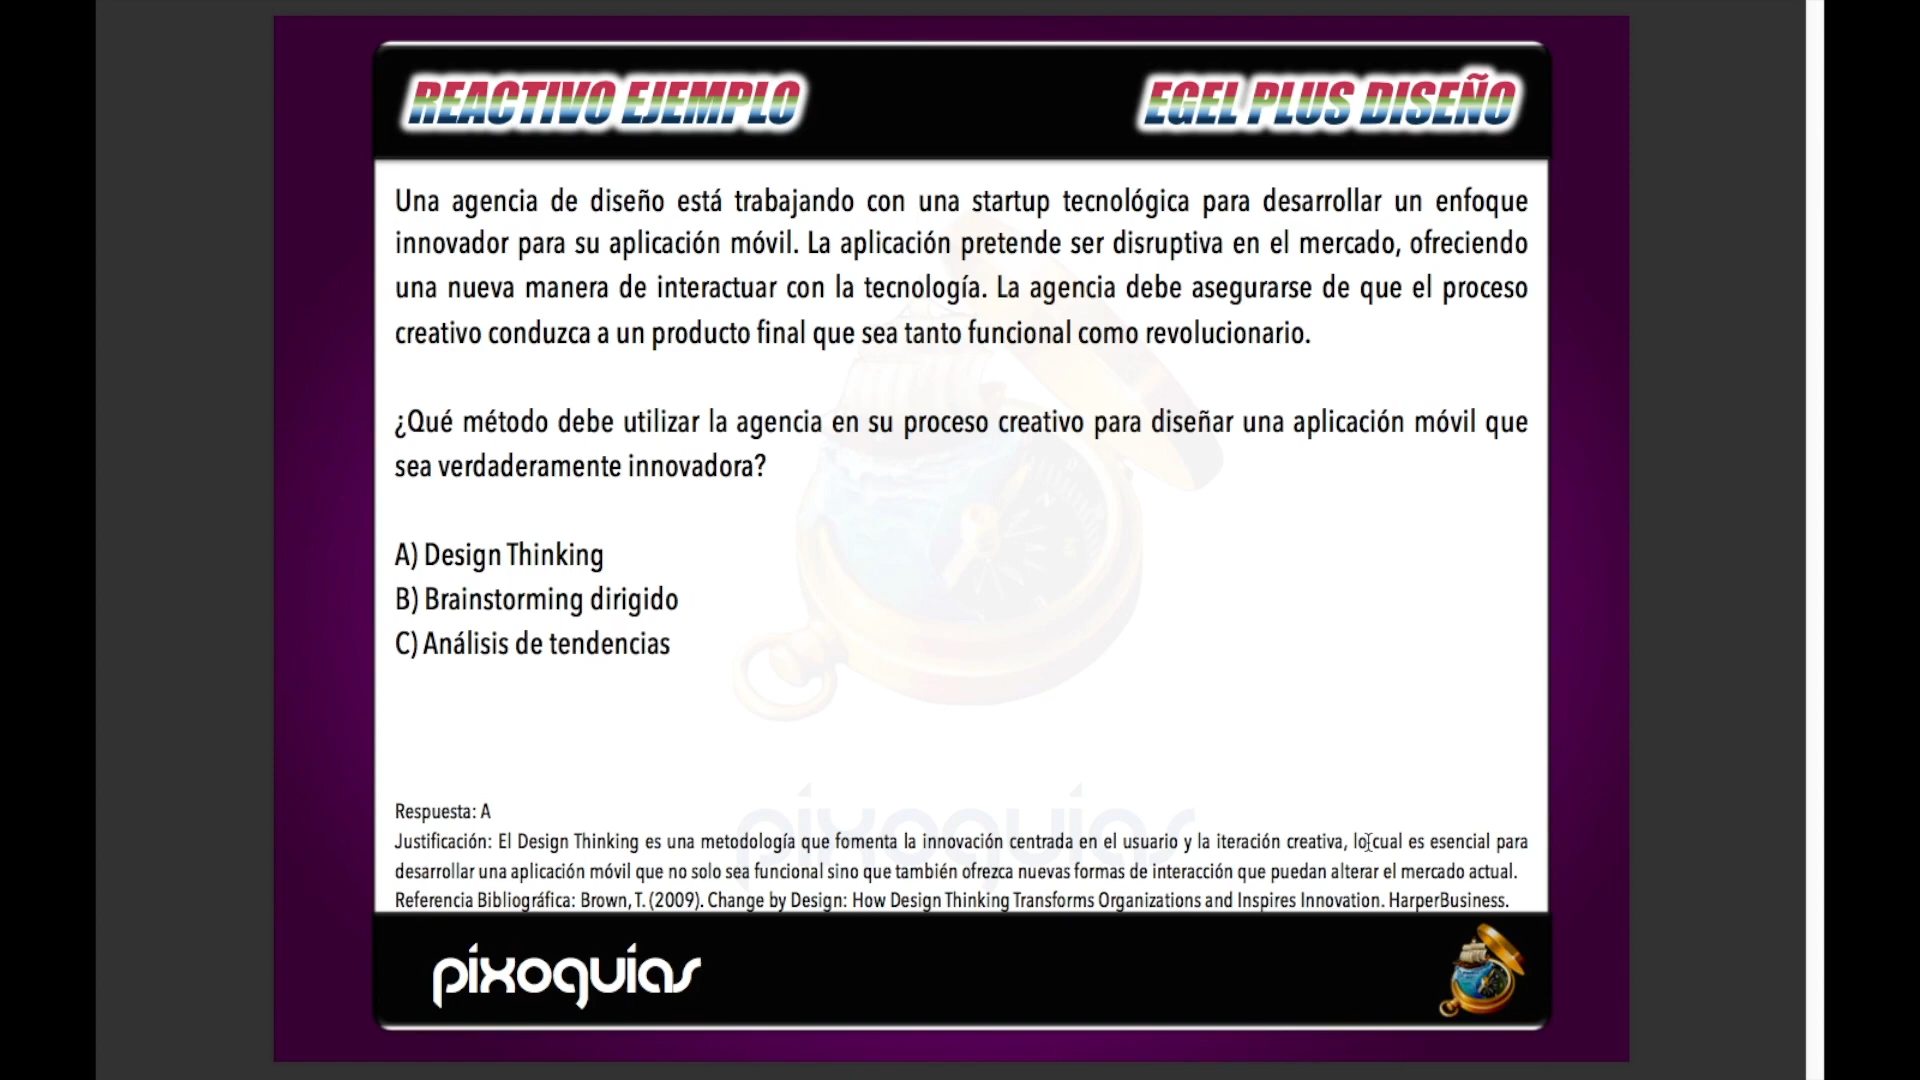 REACTIVO EJEMPLO
EGEL PLUS DISEÑO
Una agencia de diseño está trabajando con una startup tecnológica para desarrollar un enfoque
innovador para su aplicación móvil. La aplicación pretende ser disruptiva en el mercado, ofreciendo
una nueva manera de interactuar con la tecnología. La agencia debe asegurarse de que el proceso
creativo conduzca a un producto final que sea tanto funcional como revolucionario.
¿Qué método debe utilizar la agencia en su proceso creativo para diseñar una aplicación móvil que
sea verdaderamente innovadora?
A) Design Thinking
B) Brainstorming dirigido
C) Análisis de tendencias
Respuesta: A
Justificación: El Design Thinking es una metodología que fomenta la innovación centrada en el usuario y la iteración creativa, lo cual es esencial para
desarrollar una aplicación móvil que no solo sea funcional sino que también ofrezca nuevas formas de interacción que puedan alterar el mercado actual.
Referencia Bibliográfica: Brown, T. (2009). Change by Design: How Design Thinking Transforms Organizations and Inspires Innovation. HarperBusiness.
pixoguias
pixoguias